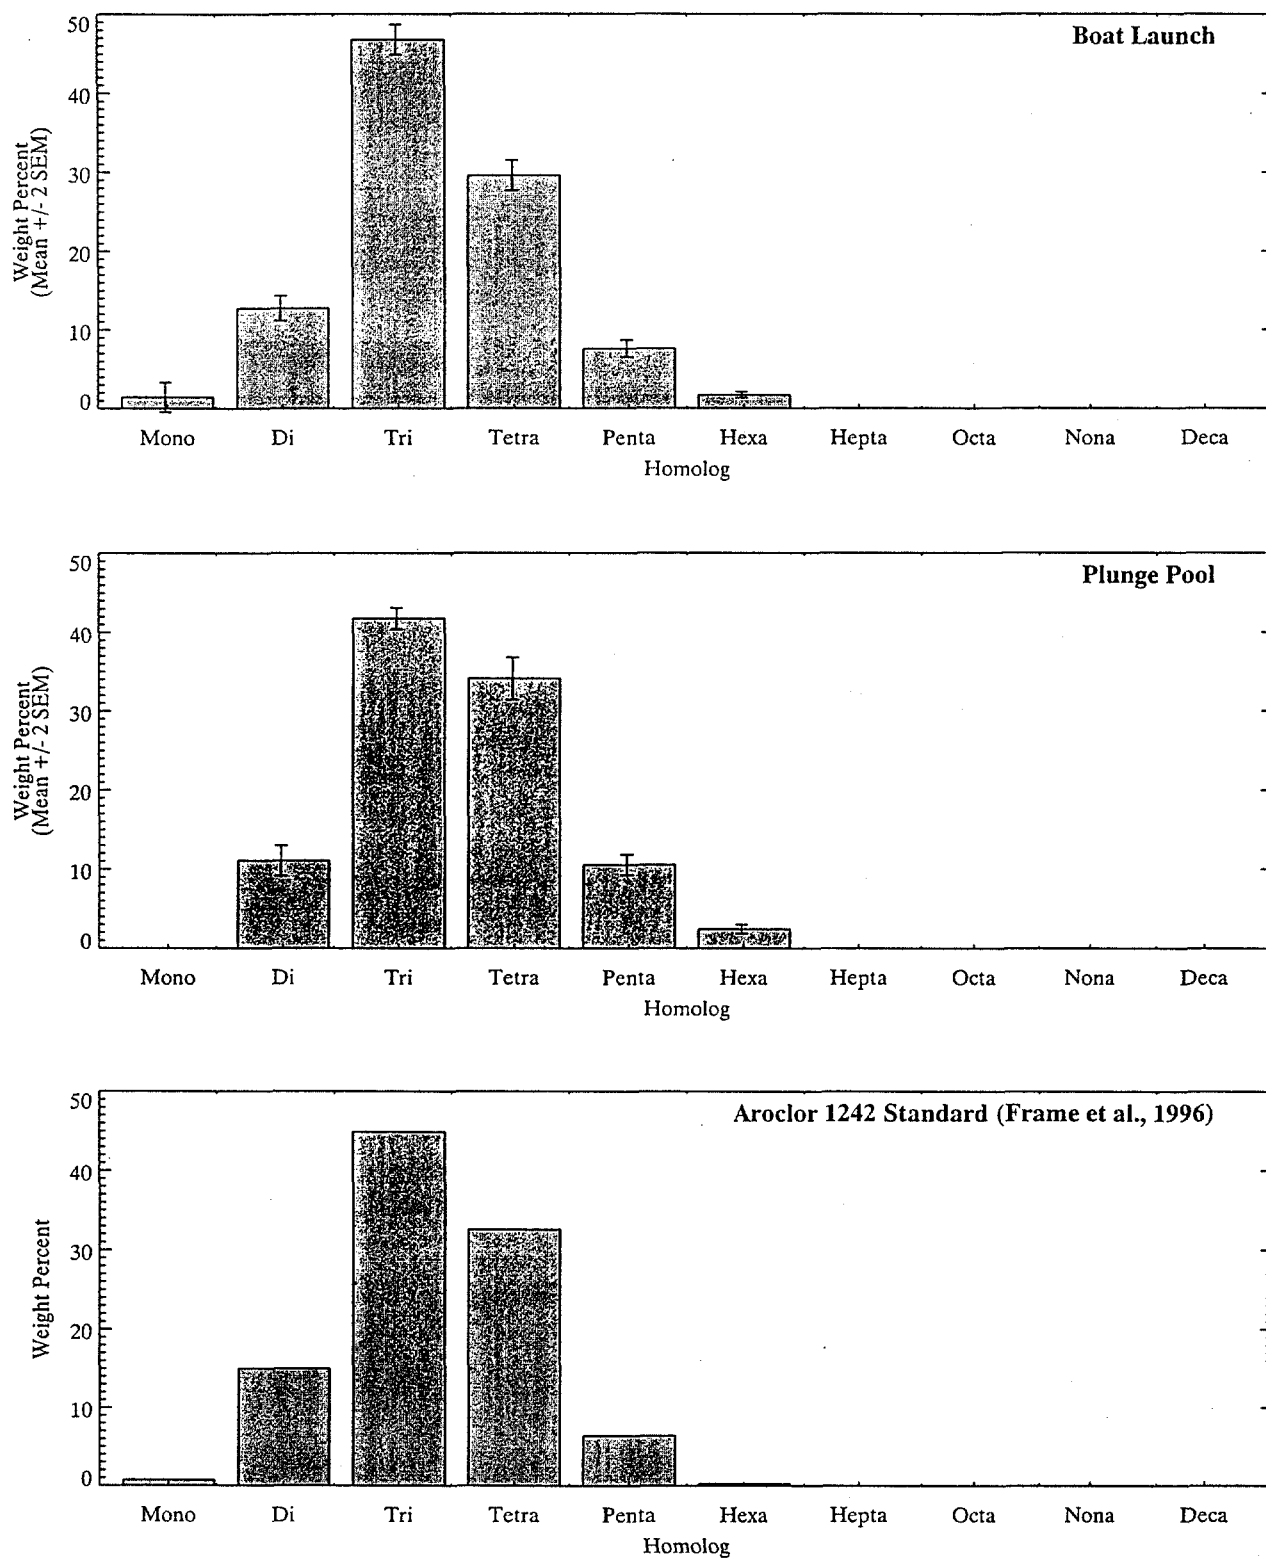 Boat Launch
50
40
30
20
10
0
Weight Percent
(Mean +/- 2 SEM)
Mono Di Tri Tetra Penta Hexa Hepta Octa Nona Deca
Homolog
Plunge Pool
50
40
30
20
10
0
Weight Percent
(Mean +/- 2 SEM)
Mono Di Tri Tetra Penta Hexa Hepta Octa Nona Deca
Homolog
Aroclor 1242 Standard (Frame et al., 1996)
50
40
30
20
10
0
Weight Percent
Mono Di Tri Tetra Penta Hexa Hepta Octa Nona Deca
Homolog